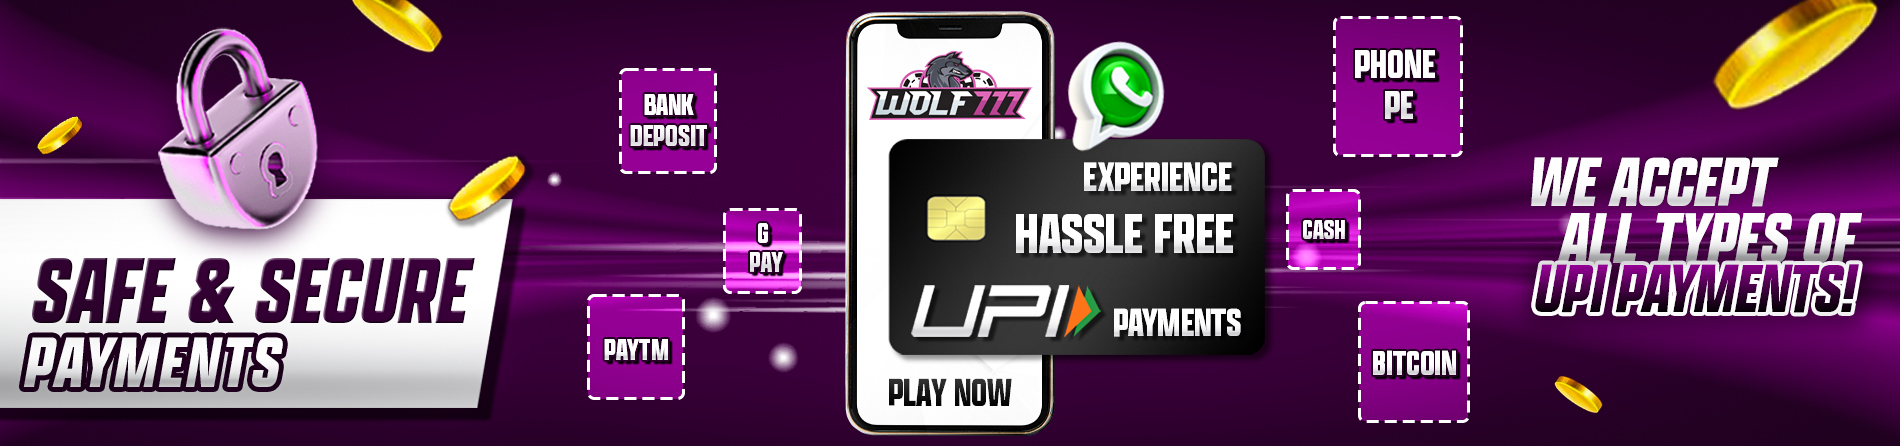 SAFE & SECURE
PAYMENTS
BANK
DEPOSIT
G
PAY
PAYTM
WOLF777
EXPERIENCE
HASSLE FREE
UPI PAYMENTS
PLAY NOW
PHONE
PE
CASH
BITCOIN
WE ACCEPT
ALL TYPES OF
UPI PAYMENTS!